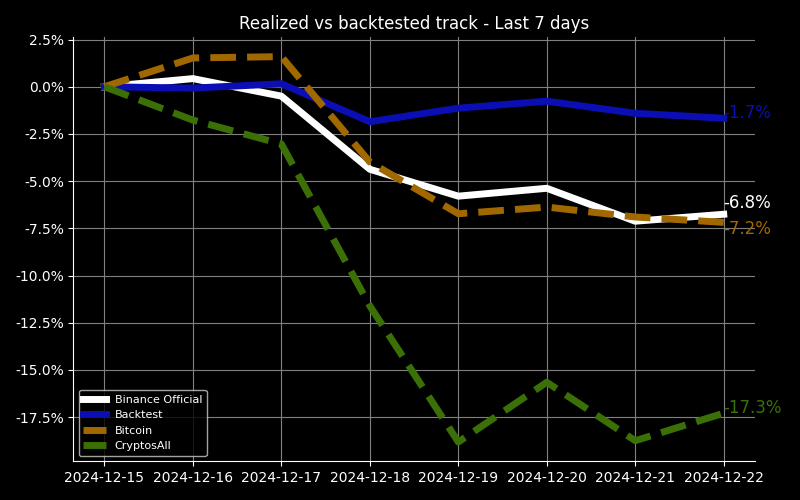 Realized vs backtested track - Last 7 days
2.5%
0.0%
-2.5%
-5.0%
-7.5%
-10.0%
-12.5%
-15.0%
-17.5%
-1.7%
-6.8%
-7.2%
-17.3%
Binance Official
Backtest
Bitcoin
CryptosAll
2024-12-15 2024-12-16 2024-12-17 2024-12-18 2024-12-19 2024-12-20 2024-12-21 2024-12-22